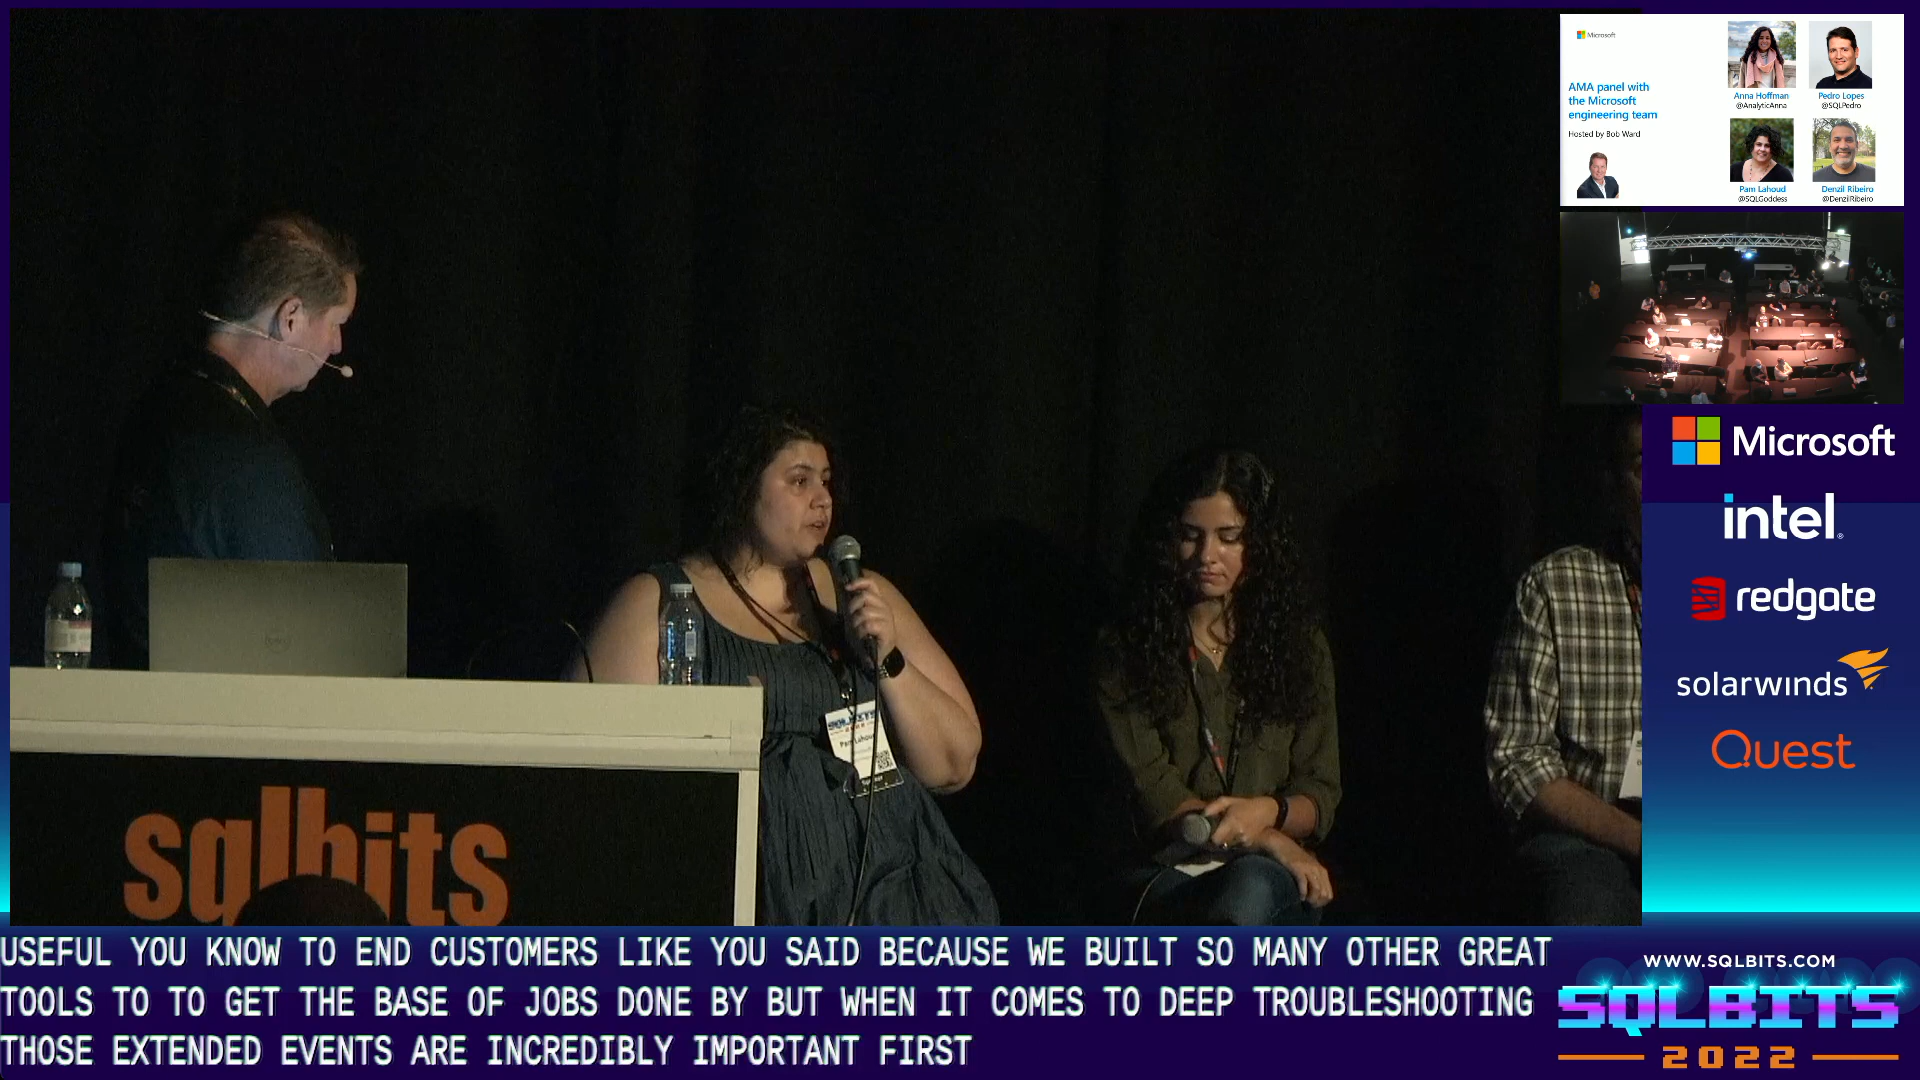 Microsoft
AMA panel with
the Microsoft
engineering team
Hosted by Bob Ward
Anna Hoffman
@AnalyticAnna
Pedro Lopes
@SQLPedro
Pam Lahoud
@SQLGoddess
Denzil Ribeiro
@DenzilRibeiro
Microsoft
intel.
redgate
solarwinds
Quest
SQLBITS
Pam Lahoud
sqlbits
USEFUL YOU KNOW TO END CUSTOMERS LIKE YOU SAID BECAUSE WE BUILT SO MANY OTHER GREAT
TOOLS TO TO GET THE BASE OF JOBS DONE BY BUT WHEN IT COMES TO DEEP TROUBLESHOOTING
THOSE EXTENDED EVENTS ARE INCREDIBLY IMPORTANT FIRST
WWW.SQLBITS.COM
SQLBITS
2022